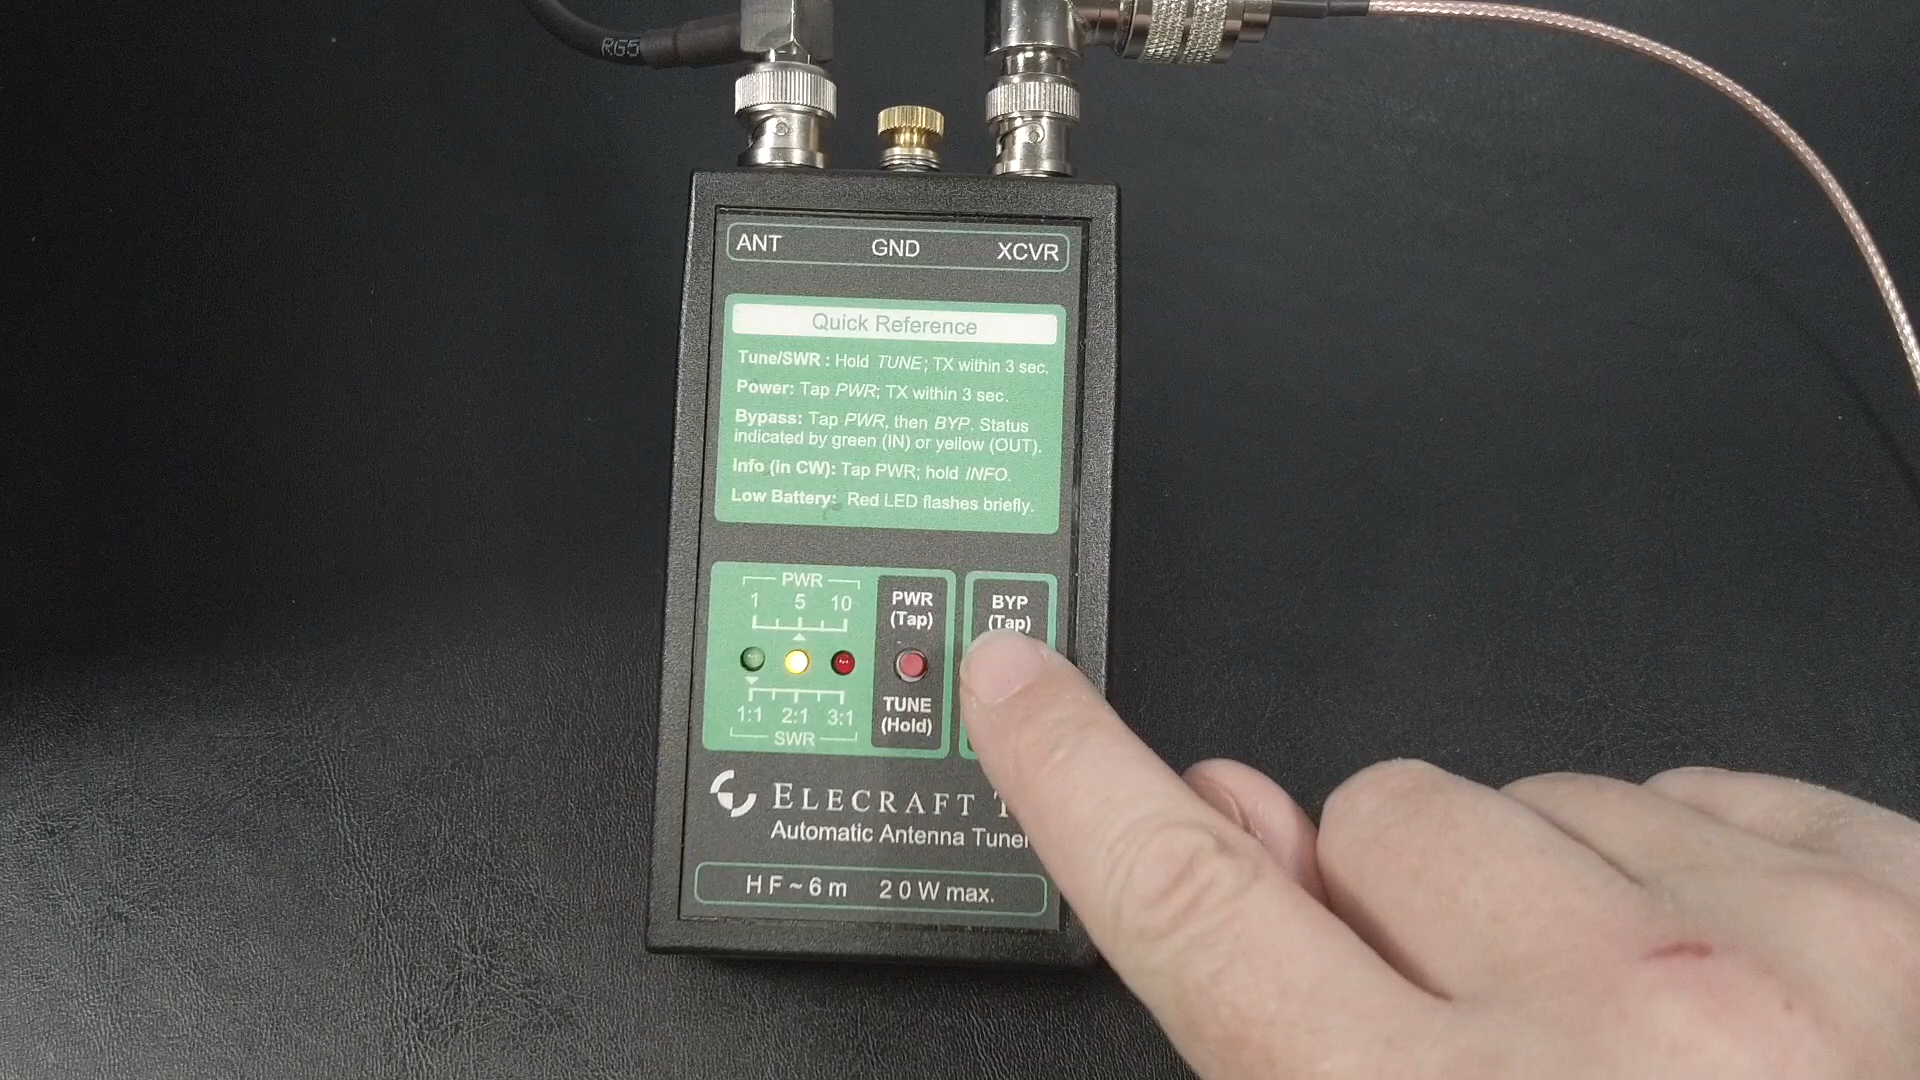 RG5
ANT GND XCVR
Quick Reference
Tune/SWR : Hold TUNE; TX within 3 sec.
Power: Tap PWR; TX within 3 sec.
Bypass: Tap PWR, then BYP. Status
indicated by green (IN) or yellow (OUT).
Info (in CW): Tap PWR; hold INFO.
Low Battery: Red LED flashes briefly.
PWR
1 5 10
1:1 2:1 3:1
SWR
PWR
(Tap)
TUNE
(Hold)
BYP
(Tap)
ELECRAFT
Automatic Antenna Tuner
HF~6m 20W max.